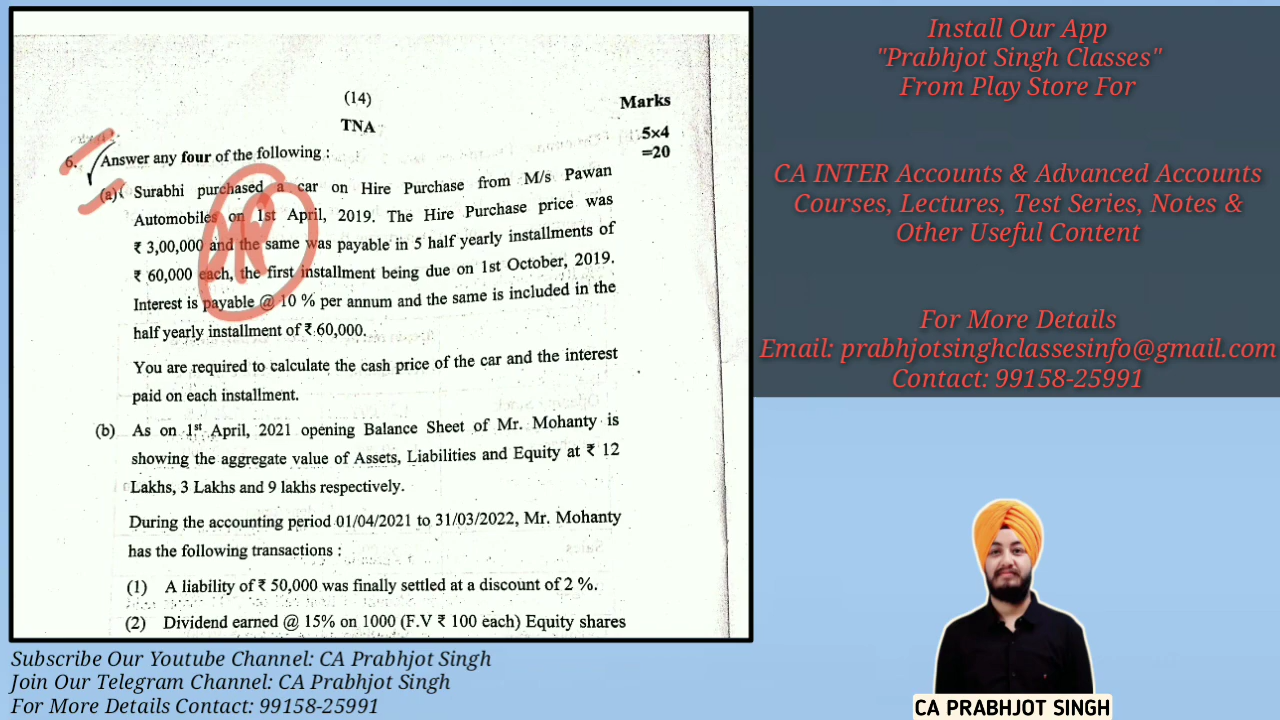 (14)
Marks
TNA
5×4
=20
6. Answer any four of the following :
(a) Surabhi purchased a car on Hire Purchase from M/s Pawan
Automobiles on 1st April, 2019. The Hire Purchase price was
₹ 3,00,000 and the same was payable in 5 half yearly installments of
₹ 60,000 each, the first installment being due on 1st October, 2019.
Interest is payable @ 10 % per annum and the same is included in the
half yearly installment of ₹ 60,000.
You are required to calculate the cash price of the car and the interest
paid on each installment.
(b) As on 1st April, 2021 opening Balance Sheet of Mr. Mohanty is
showing the aggregate value of Assets, Liabilities and Equity at ₹ 12
Lakhs, 3 Lakhs and 9 lakhs respectively.
During the accounting period 01/04/2021 to 31/03/2022, Mr. Mohanty
has the following transactions :
(1) A liability of ₹ 50,000 was finally settled at a discount of 2 %.
(2) Dividend earned @ 15% on 1000 (F.V ₹ 100 each) Equity shares
Install Our App
"Prabhjot Singh Classes"
From Play Store For
CA INTER Accounts & Advanced Accounts
Courses, Lectures, Test Series, Notes &
Other Useful Content
For More Details
Email: prabhjotsinghclassesinfo@gmail.com
Contact: 99158-25991
Subscribe Our Youtube Channel: CA Prabhjot Singh
Join Our Telegram Channel: CA Prabhjot Singh
For More Details Contact: 99158-25991
CA PRABHJOT SINGH